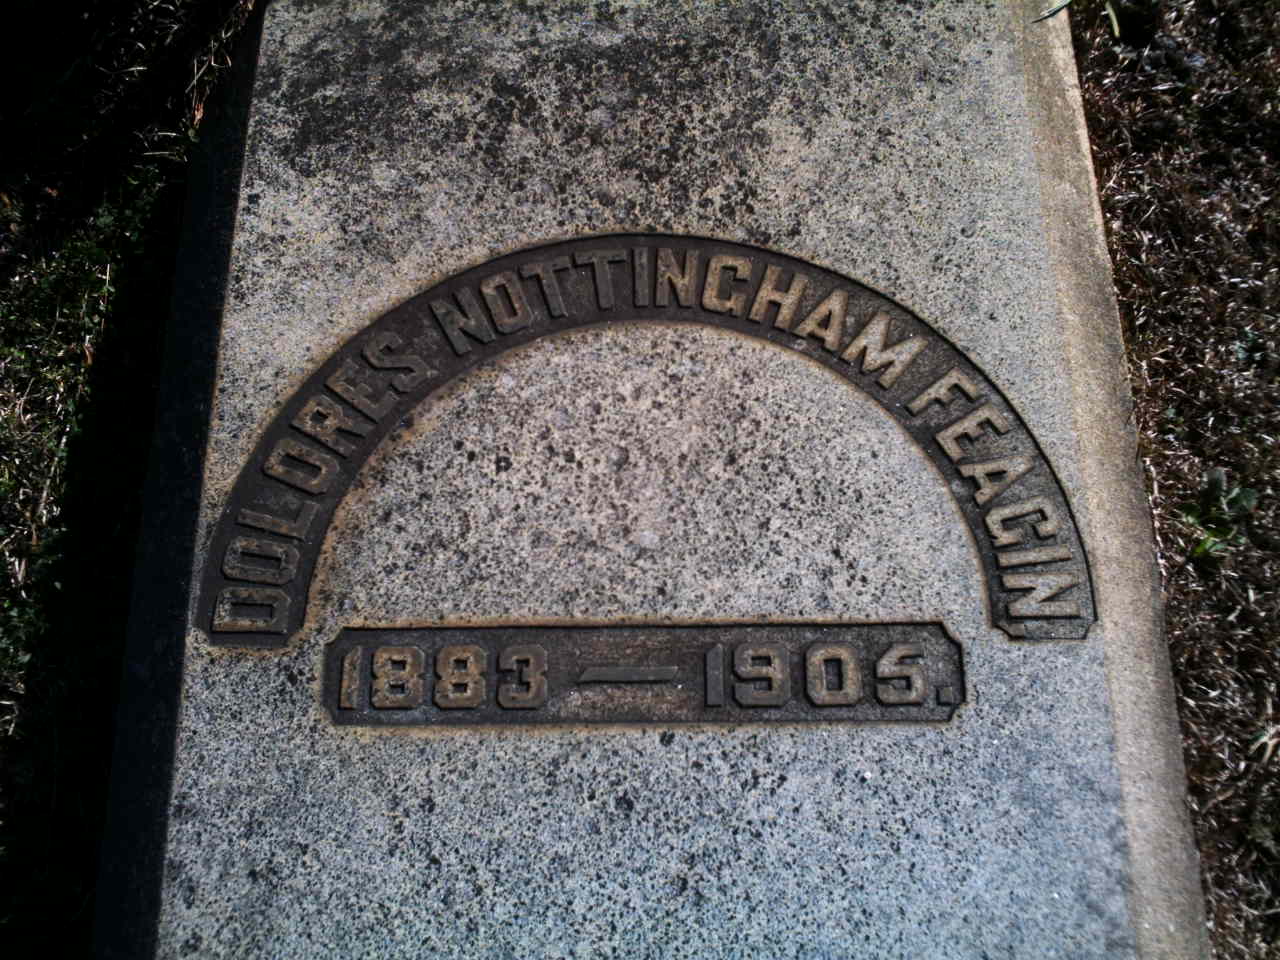 DOLORES NOTTINGHAM FEAGIN
1883 — 1905.